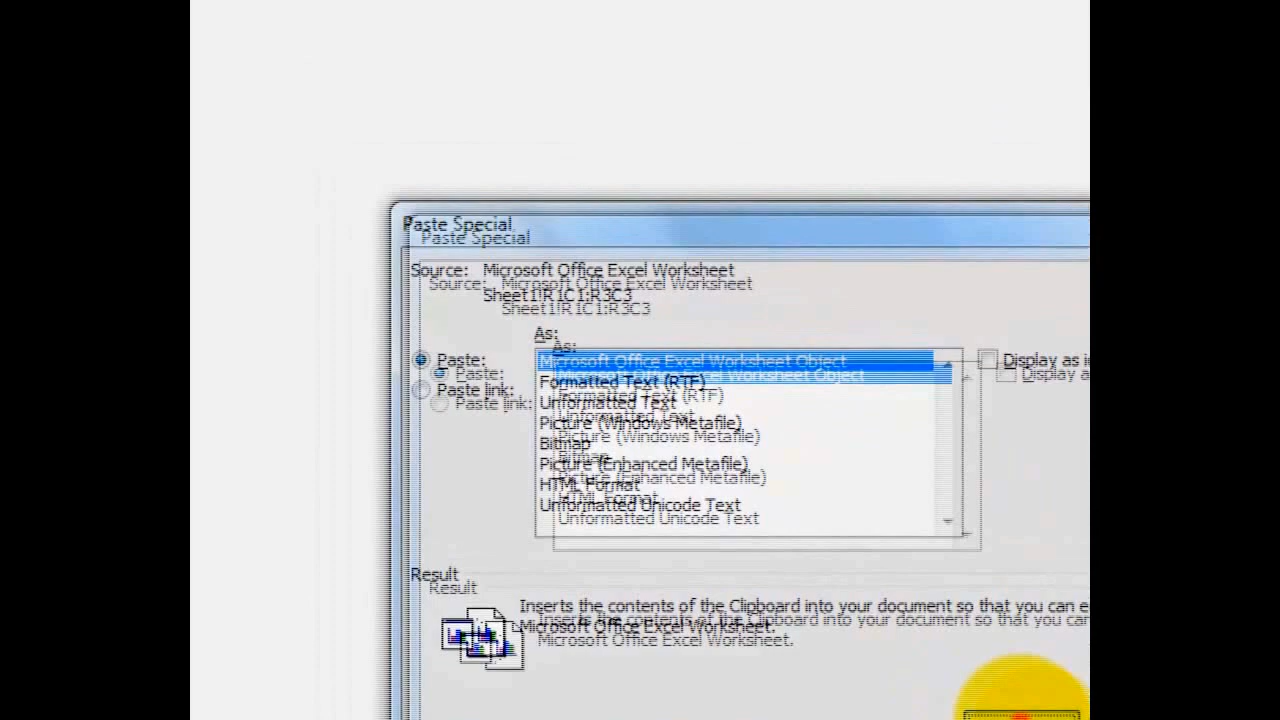 Paste Special
Source: Microsoft Office Excel Worksheet
Sheet1!R1C1:R3C3
As:
Paste:
Paste link:
Microsoft Office Excel Worksheet Object
Formatted Text (RTF)
Unformatted Text
Picture (Windows Metafile)
Bitmap
Picture (Enhanced Metafile)
HTML Format
Unformatted Unicode Text
Display as i
Result
Inserts the contents of the Clipboard into your document so that you can e
Microsoft Office Excel Worksheet.